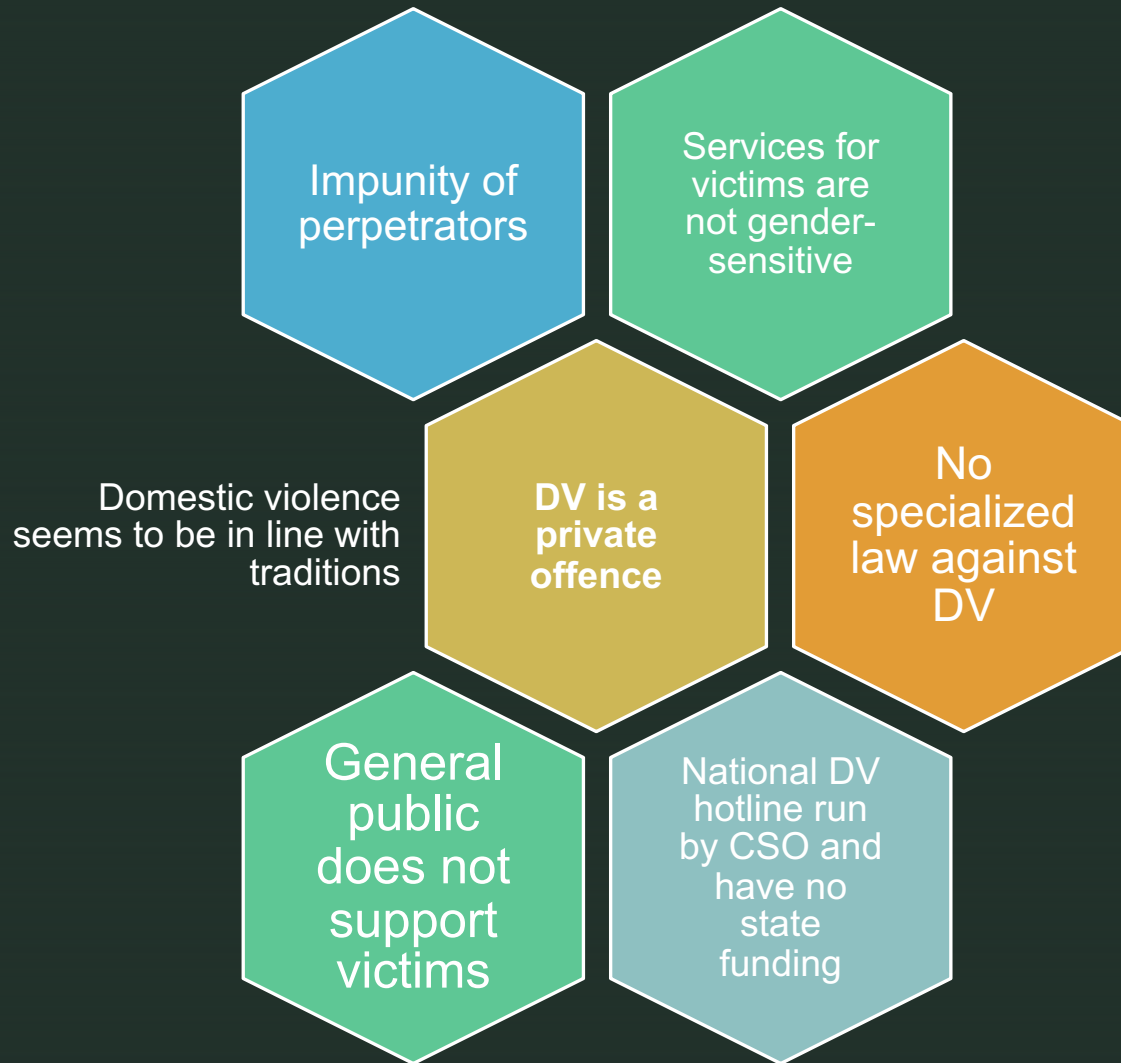 Impunity of
perpetrators
Services for
victims are
not gender-
sensitive
Domestic violence
seems to be in line with
traditions
DV is a
private
offence
No
specialized
law against
DV
General
public
does not
support
victims
National DV
hotline run
by CSO and
have no
state
funding